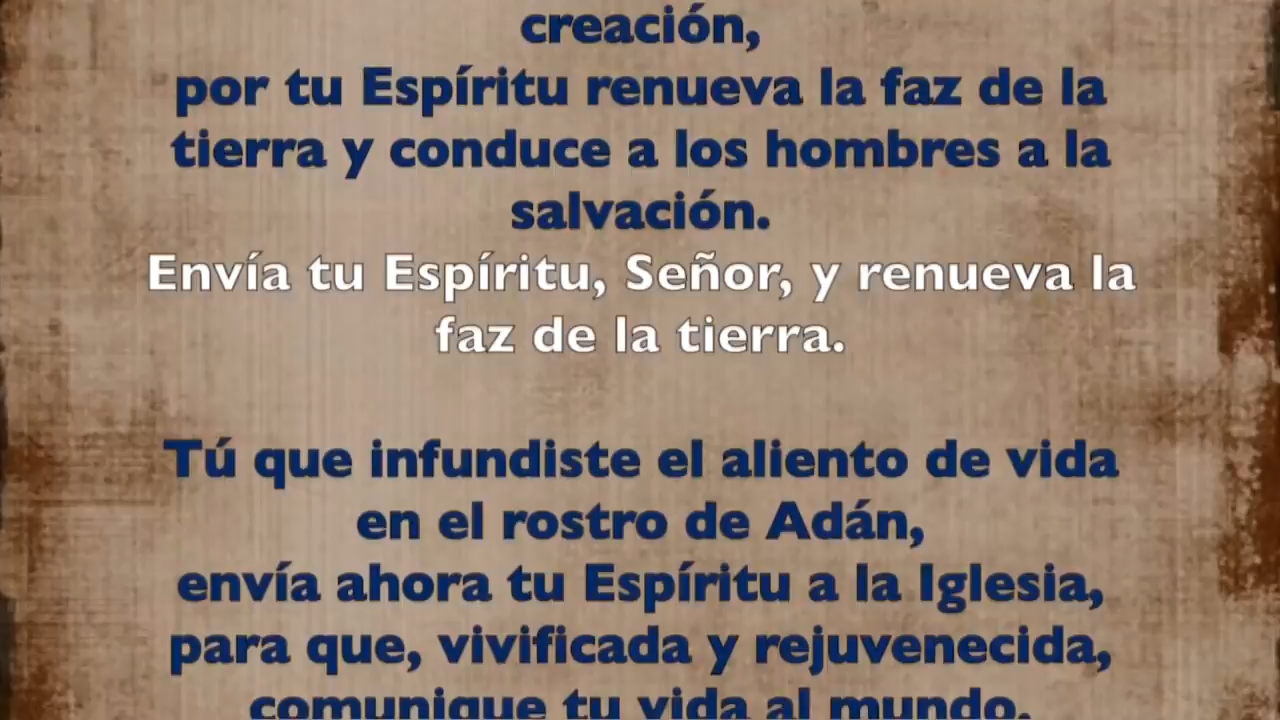 creación,
por tu Espíritu renueva la faz de la
tierra y conduce a los hombres a la
salvación.
Envía tu Espíritu, Señor, y renueva la
faz de la tierra.
Tú que infundiste el aliento de vida
en el rostro de Adán,
envía ahora tu Espíritu a la Iglesia,
para que, vivificada y rejuvenecida,
comunique tu vida al mundo.